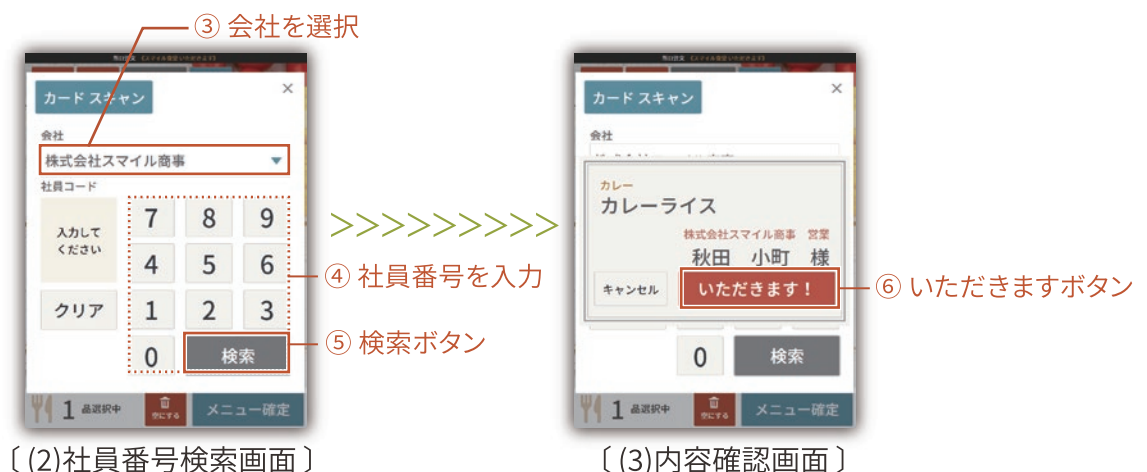 ③ 会社を選択
カード スキャン
×
会社
株式会社スマイル商事
社員コード
入力して
ください
7 8 9
4 5 6
クリア
1 2 3
0
検索
④ 社員番号を入力
⑤ 検索ボタン
1 品選択中
空にする
メニュー確定
〔 (2)社員番号検索画面 〕
>>>>>>>>>
カード スキャン
×
会社
カレー
カレーライス
株式会社スマイル商事 営業
秋田 小町 様
キャンセル
いただきます！
⑥ いただきますボタン
0
検索
1 品選択中
空にする
メニュー確定
〔 (3)内容確認画面 〕